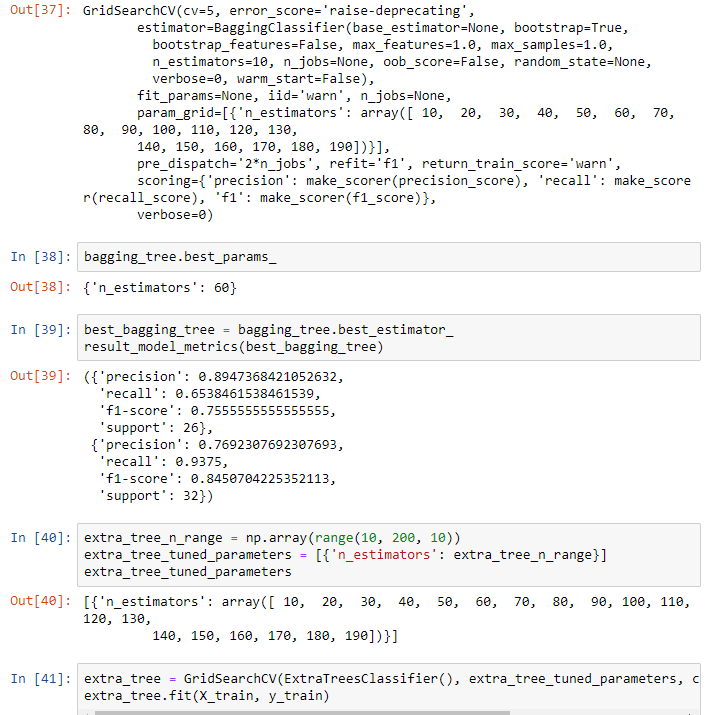 Out[37]: GridSearchCV(cv=5, error_score='raise-deprecating',
estimator=BaggingClassifier(base_estimator=None, bootstrap=True,
bootstrap_features=False, max_features=1.0, max_samples=1.0,
n_estimators=10, n_jobs=None, oob_score=False, random_state=None,
verbose=0, warm_start=False),
fit_params=None, iid='warn', n_jobs=None,
param_grid=[{'n_estimators': array([ 10,  20,  30,  40,  50,  60,  70,
80,  90, 100, 110, 120, 130,
140, 150, 160, 170, 180, 190])}],
pre_dispatch='2*n_jobs', refit='f1', return_train_score='warn',
scoring={'precision': make_scorer(precision_score), 'recall': make_score
r(recall_score), 'f1': make_scorer(f1_score)},
verbose=0)
In [38]: bagging_tree.best_params_
Out[38]: {'n_estimators': 60}
In [39]: best_bagging_tree = bagging_tree.best_estimator_
result_model_metrics(best_bagging_tree)
Out[39]: ({'precision': 0.8947368421052632,
'recall': 0.6538461538461539,
'f1-score': 0.7555555555555555,
'support': 26},
{'precision': 0.7692307692307693,
'recall': 0.9375,
'f1-score': 0.8450704225352113,
'support': 32})
In [40]: extra_tree_n_range = np.array(range(10, 200, 10))
extra_tree_tuned_parameters = [{'n_estimators': extra_tree_n_range}]
extra_tree_tuned_parameters
Out[40]: [{'n_estimators': array([ 10,  20,  30,  40,  50,  60,  70,  80,  90, 100, 110,
120, 130,
140, 150, 160, 170, 180, 190])}]
In [41]: extra_tree = GridSearchCV(ExtraTreesClassifier(), extra_tree_tuned_parameters, c
extra_tree.fit(X_train, y_train)